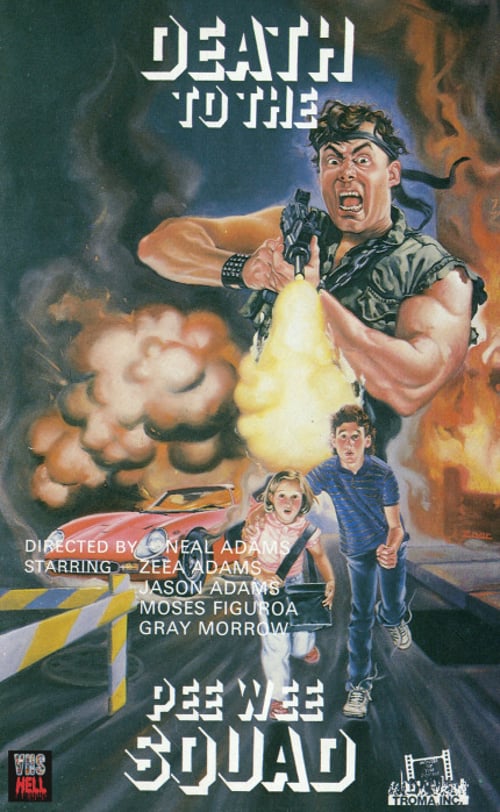 DEATH
TO THE
DIRECTED BY NEAL ADAMS
STARRING ZEEA ADAMS
JASON ADAMS
MOSES FIGUROA
GRAY MORROW
PEE WEE
SQUAD
VHS
HELL
TROMA, INC.